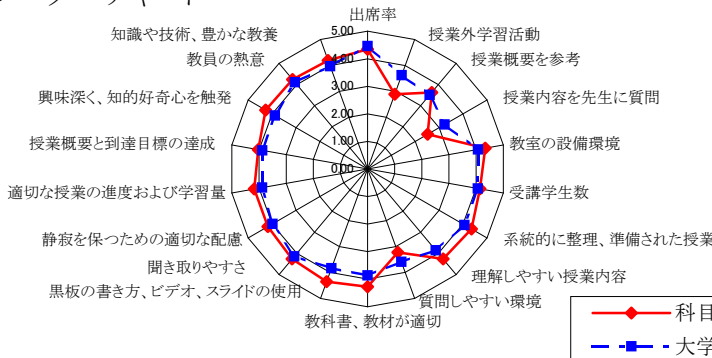 出席率
授業外学習活動
授業概要を参考
授業内容を先生に質問
教室の設備環境
受講学生数
系統的に整理、準備された授業
理解しやすい授業内容
質問しやすい環境
教科書、教材が適切
黒板の書き方、ビデオ、スライドの使用
聞き取りやすさ
静寂を保つための適切な配慮
適切な授業の進度および学習量
授業概要と到達目標の達成
興味深く、知的好奇心を触発
教員の熱意
知識や技術、豊かな教養
5.00
4.00
3.00
2.00
1.00
0.00
科目
大学